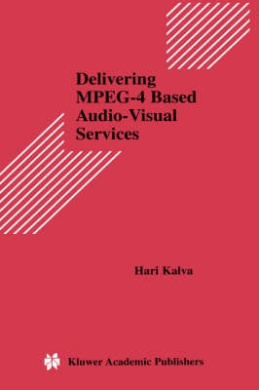 Delivering
MPEG-4 Based
Audio-Visual
Services
Hari Kalva
Kluwer Academic Publishers